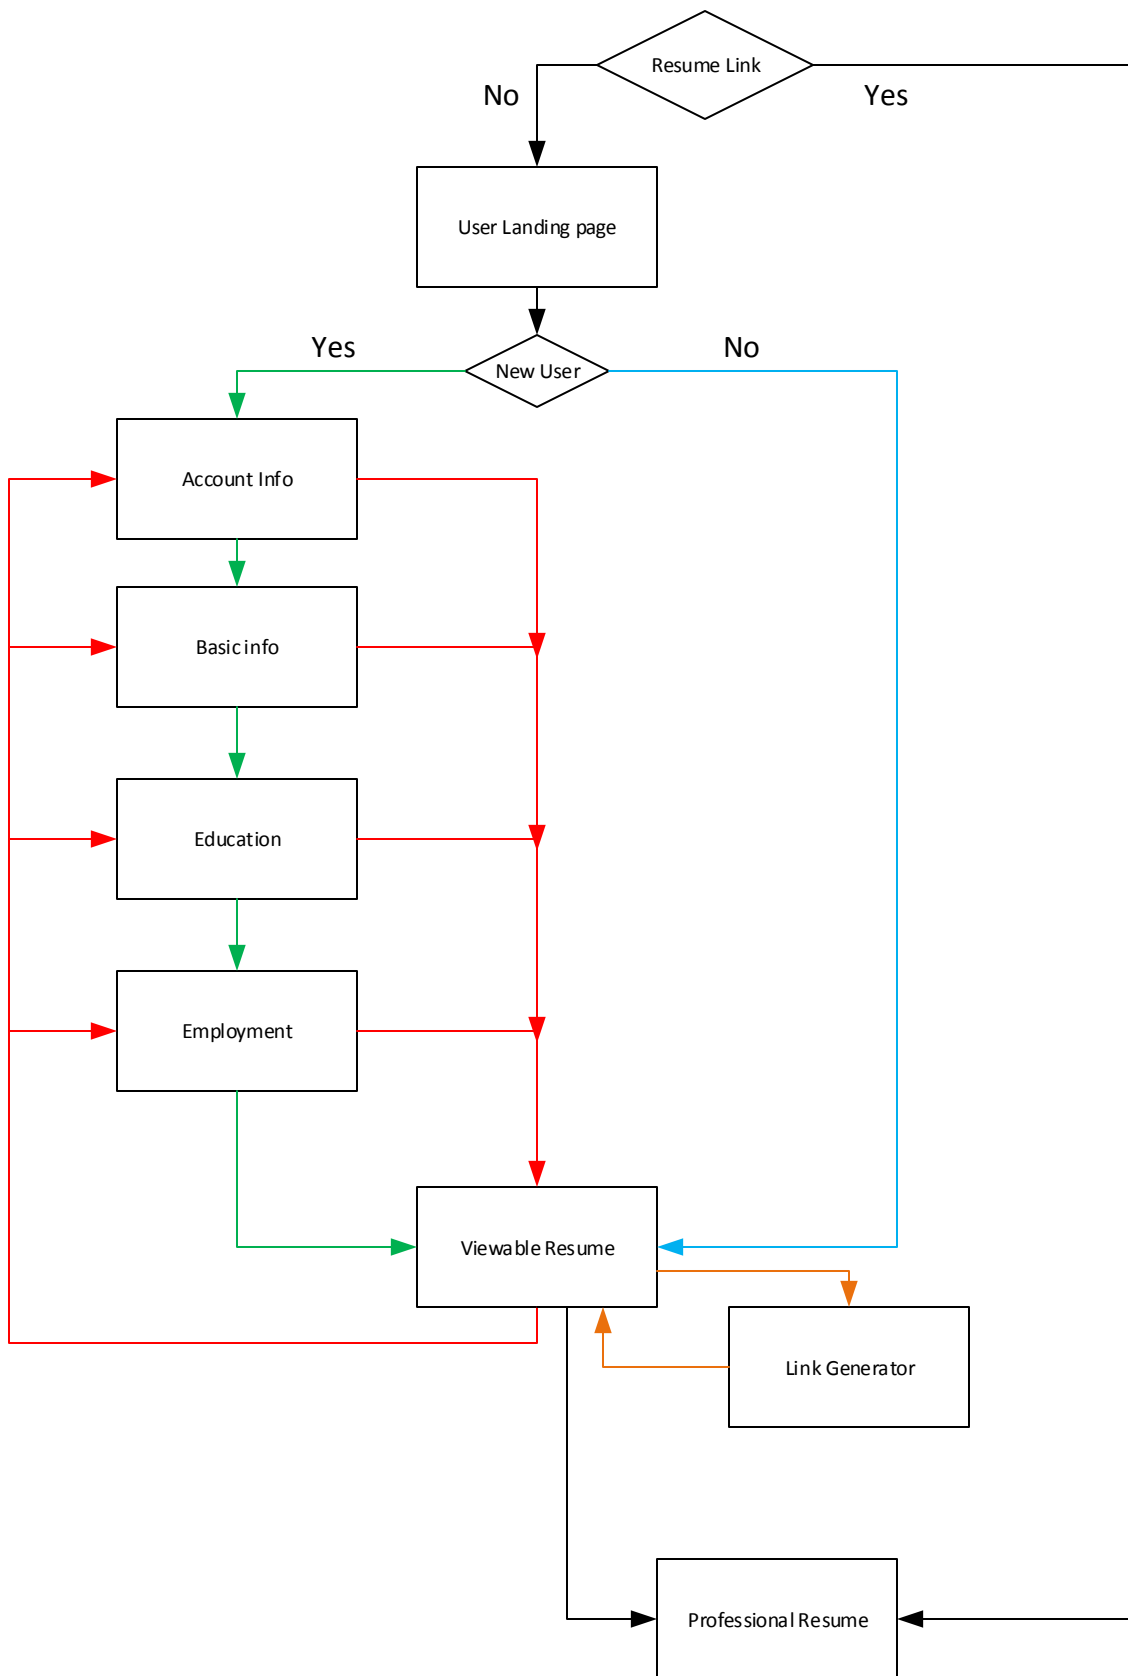 Resume Link
No
Yes
User Landing page
Yes
No
New User
Account Info
Basic info
Education
Employment
Viewable Resume
Link Generator
Professional Resume